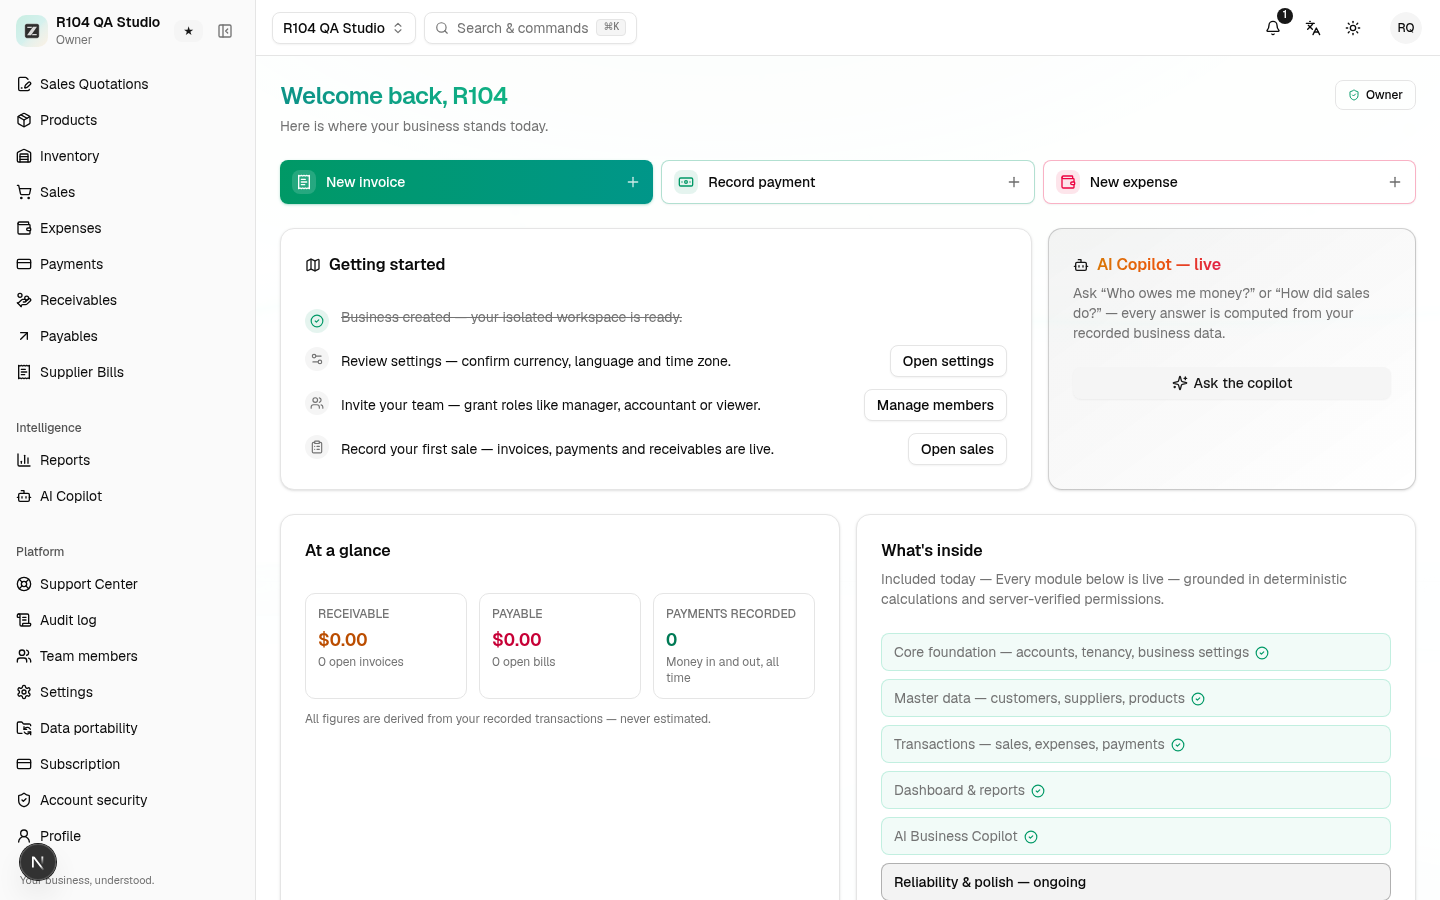 R104 QA Studio
Owner
Sales Quotations
Products
Inventory
Sales
Expenses
Payments
Receivables
Payables
Supplier Bills
Intelligence
Reports
AI Copilot
Platform
Support Center
Audit log
Team members
Settings
Data portability
Subscription
Account security
Profile
N
Your business, understood.
R104 QA Studio
Search & commands ⌘K
1
RQ
Welcome back, R104
Owner
Here is where your business stands today.
New invoice
Record payment
New expense
Getting started
Business created — your isolated workspace is ready.
Review settings — confirm currency, language and time zone.
Open settings
Invite your team — grant roles like manager, accountant or viewer.
Manage members
Record your first sale — invoices, payments and receivables are live.
Open sales
AI Copilot — live
Ask “Who owes me money?” or “How did sales
do?” — every answer is computed from your
recorded business data.
Ask the copilot
At a glance
RECEIVABLE
$0.00
0 open invoices
PAYABLE
$0.00
0 open bills
PAYMENTS RECORDED
0
Money in and out, all
time
All figures are derived from your recorded transactions — never estimated.
What's inside
Included today — Every module below is live — grounded in deterministic
calculations and server-verified permissions.
Core foundation — accounts, tenancy, business settings
Master data — customers, suppliers, products
Transactions — sales, expenses, payments
Dashboard & reports
AI Business Copilot
Reliability & polish — ongoing